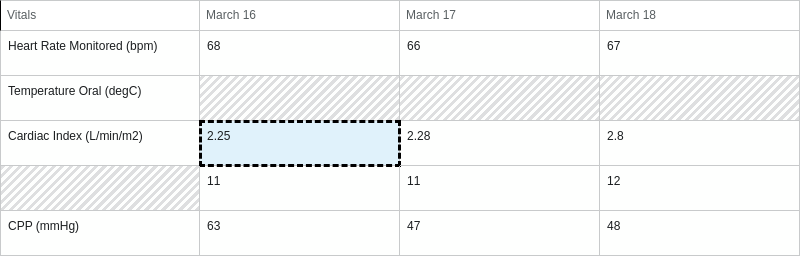 Vitals March 16 March 17 March 18
Heart Rate Monitored (bpm) 68 66 67
Temperature Oral (degC)
Cardiac Index (L/min/m2) 2.25 2.28 2.8
11 11 12
CPP (mmHg) 63 47 48